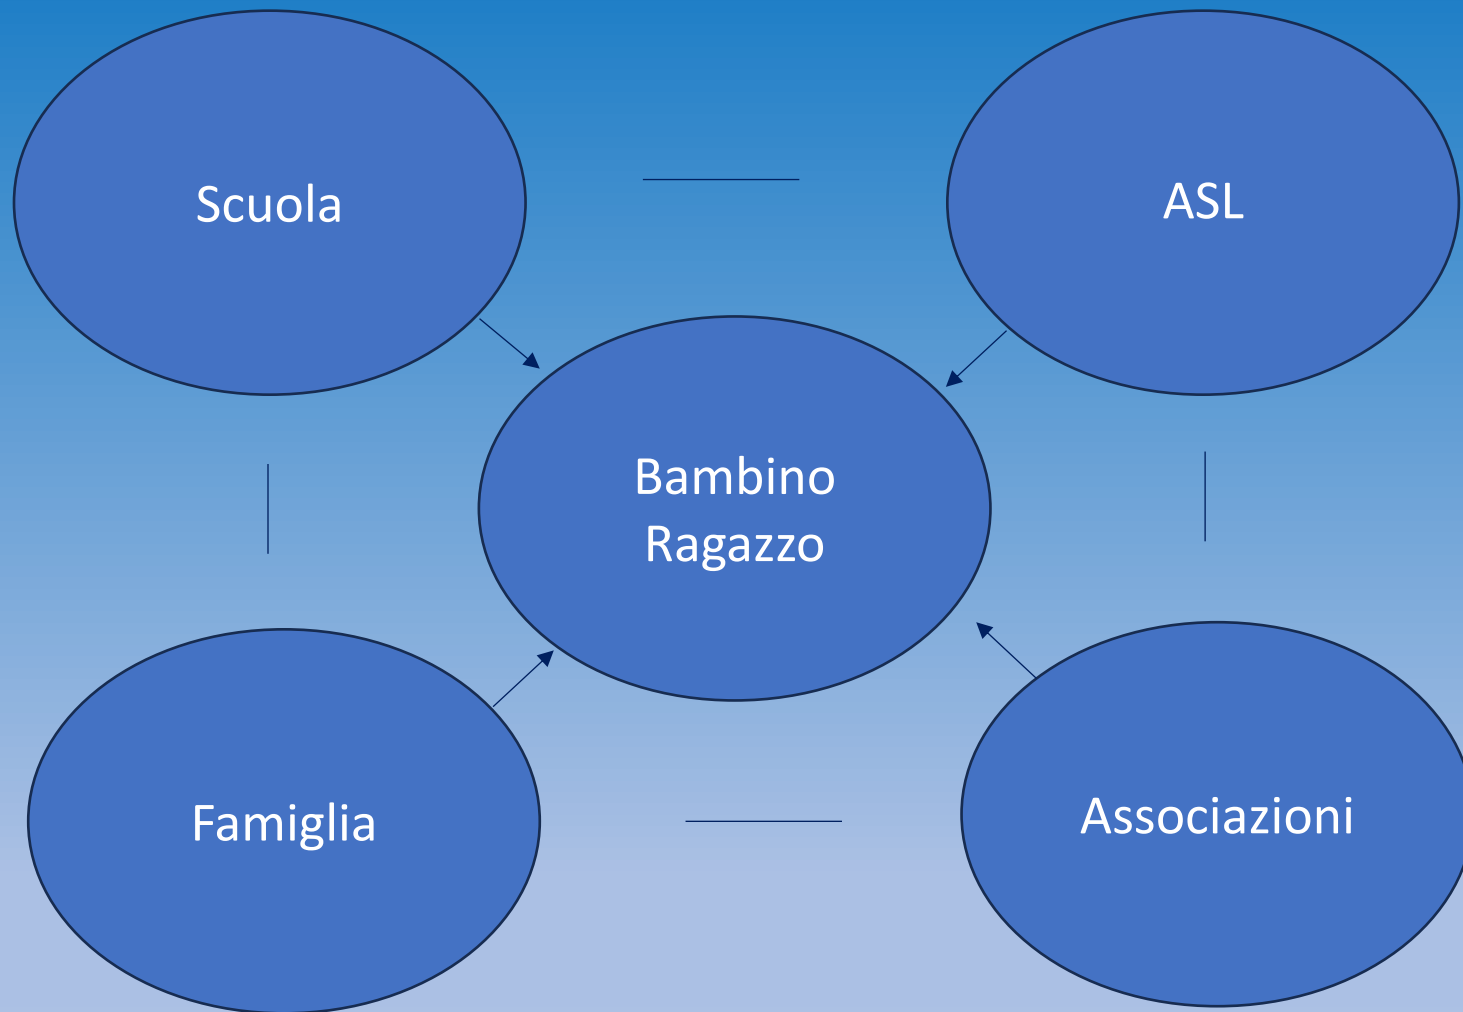 Scuola
ASL
Bambino
Ragazzo
Famiglia
Associazioni